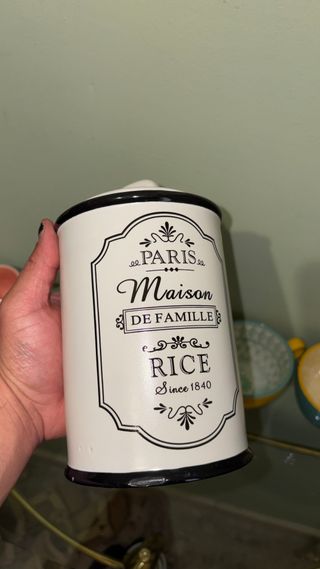 PARIS
Maison
DE FAMILLE
RICE
Since 1840